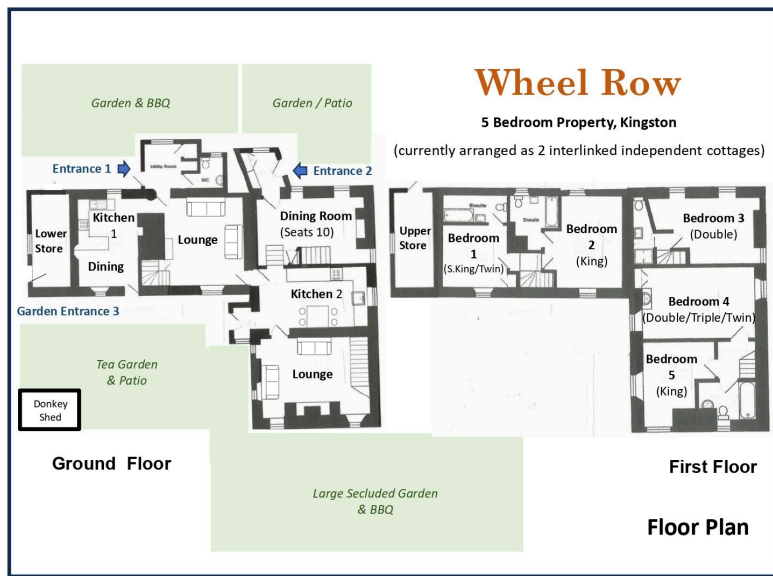 Wheel Row
5 Bedroom Property, Kingston
(currently arranged as 2 interlinked independent cottages)
Garden & BBQ
Garden / Patio
Entrance 1
Utility Room
WC
Entrance 2
Lower
Store
Kitchen
1
Dining
Lounge
Dining Room
(Seats 10)
Kitchen 2
Lounge
Garden Entrance 3
Tea Garden
& Patio
Donkey
Shed
Large Secluded Garden
& BBQ
Ground Floor
Upper
Store
Ensuite
Ensuite
Bedroom
1
(S.King/Twin)
Bedroom
2
(King)
Bedroom 3
(Double)
Bedroom 4
(Double/Triple/Twin)
Bedroom
5
(King)
First Floor
Floor Plan